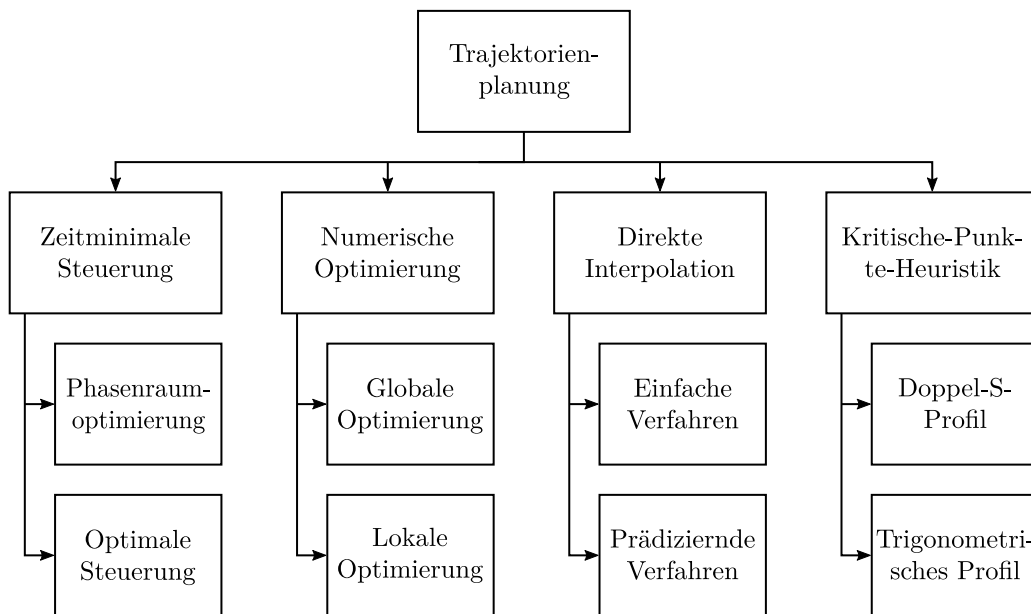 Trajektorien-
planung
Zeitminimale
Steuerung
Numerische
Optimierung
Direkte
Interpolation
Kritische-Punk-
te-Heuristik
Phasenraum-
optimierung
Globale
Optimierung
Einfache
Verfahren
Doppel-S-
Profil
Optimale
Steuerung
Lokale
Optimierung
Prädiziernde
Verfahren
Trigonometri-
sches Profil